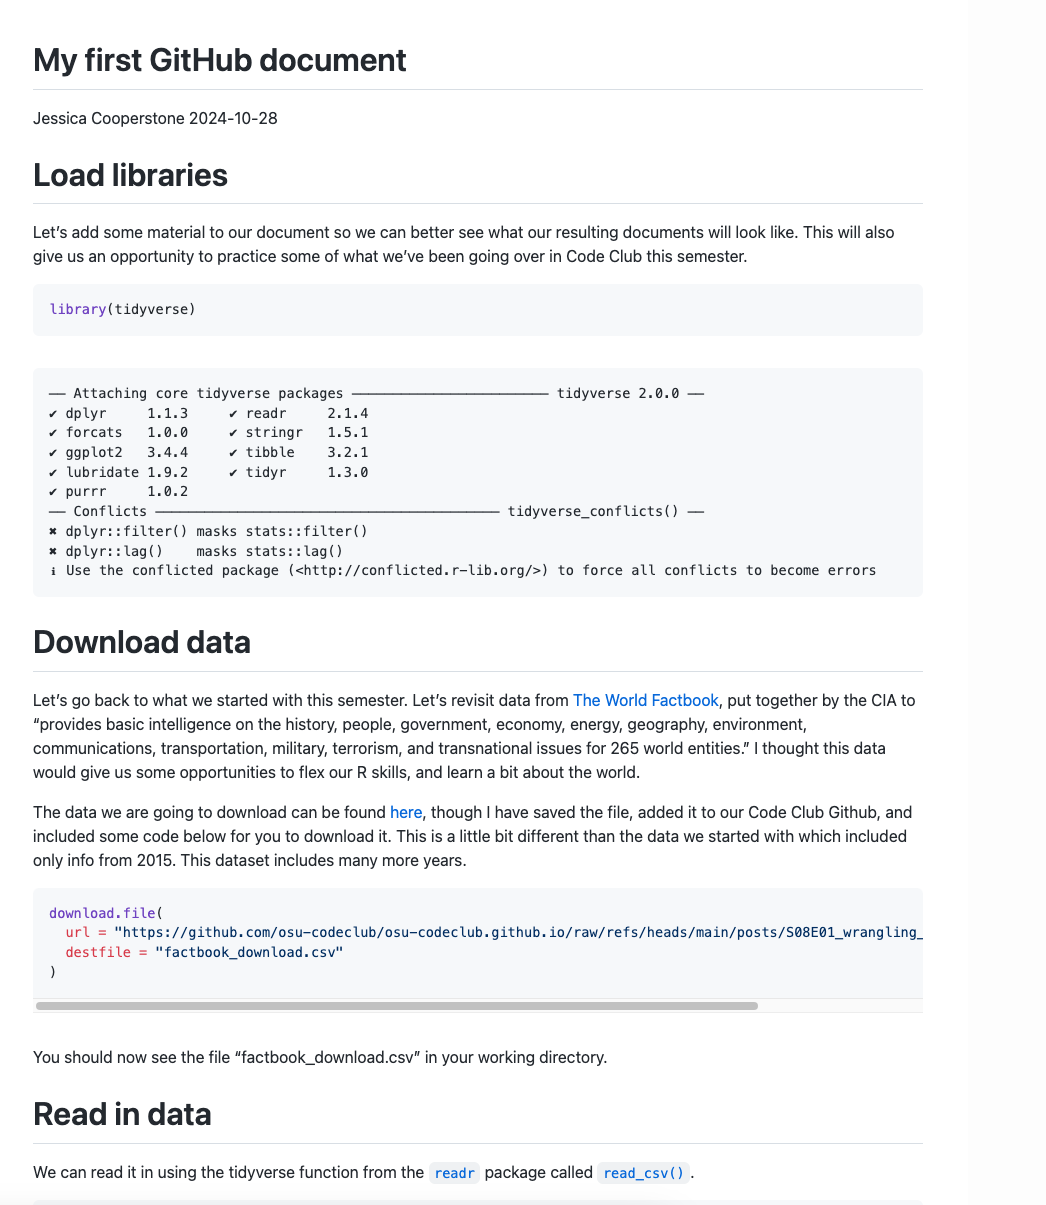 My first GitHub document
Jessica Cooperstone 2024-10-28
Load libraries
Let’s add some material to our document so we can better see what our resulting documents will look like. This will also
give us an opportunity to practice some of what we’ve been going over in Code Club this semester.
library(tidyverse)
── Attaching core tidyverse packages ──────────────────────── tidyverse 2.0.0 ──
✔ dplyr     1.1.3     ✔ readr     2.1.4
✔ forcats   1.0.0     ✔ stringr   1.5.1
✔ ggplot2   3.4.4     ✔ tibble    3.2.1
✔ lubridate 1.9.2     ✔ tidyr     1.3.0
✔ purrr     1.0.2
── Conflicts ────────────────────────────────────────── tidyverse_conflicts() ──
✖ dplyr::filter() masks stats::filter()
✖ dplyr::lag()    masks stats::lag()
ℹ Use the conflicted package (<http://conflicted.r-lib.org/>) to force all conflicts to become errors
Download data
Let’s go back to what we started with this semester. Let’s revisit data from The World Factbook, put together by the CIA to
“provides basic intelligence on the history, people, government, economy, energy, geography, environment,
communications, transportation, military, terrorism, and transnational issues for 265 world entities.” I thought this data
would give us some opportunities to flex our R skills, and learn a bit about the world.
The data we are going to download can be found here, though I have saved the file, added it to our Code Club Github, and
included some code below for you to download it. This is a little bit different than the data we started with which included
only info from 2015. This dataset includes many more years.
download.file(
  url = "https://github.com/osu-codeclub/osu-codeclub.github.io/raw/refs/heads/main/posts/S08E01_wrangling_
  destfile = "factbook_download.csv"
)
You should now see the file “factbook_download.csv” in your working directory.
Read in data
We can read it in using the tidyverse function from the readr package called read_csv().